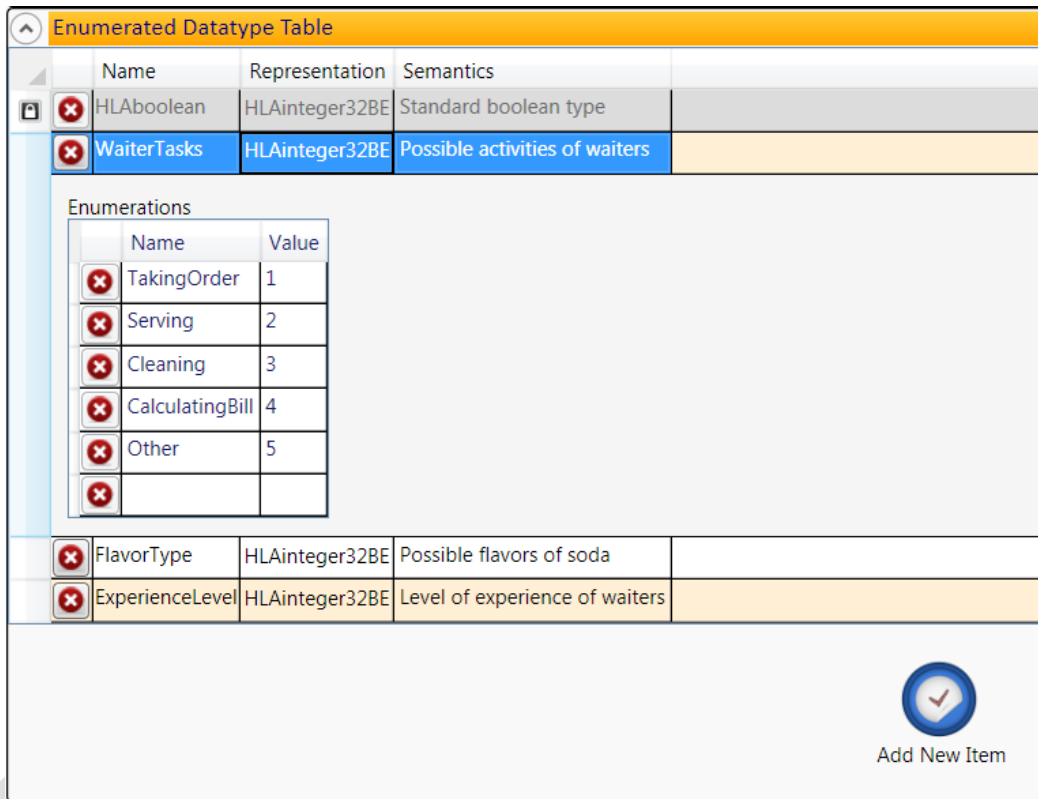 Enumerated Datatype Table
Name Representation Semantics
HLAboolean HLAinteger32BE Standard boolean type
WaiterTasks HLAinteger32BE Possible activities of waiters
Enumerations
Name Value
TakingOrder 1
Serving 2
Cleaning 3
CalculatingBill 4
Other 5
FlavorType HLAinteger32BE Possible flavors of soda
ExperienceLevel HLAinteger32BE Level of experience of waiters
Add New Item